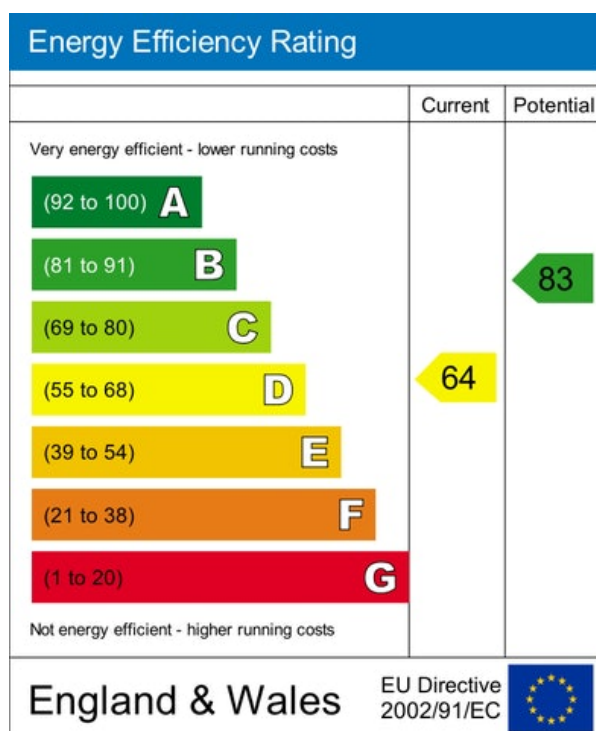 Energy Efficiency Rating
Current Potential
Very energy efficient - lower running costs
(92 to 100) A
(81 to 91) B
83
(69 to 80) C
(55 to 68) D
64
(39 to 54) E
(21 to 38) F
(1 to 20) G
Not energy efficient - higher running costs
England & Wales
EU Directive
2002/91/EC